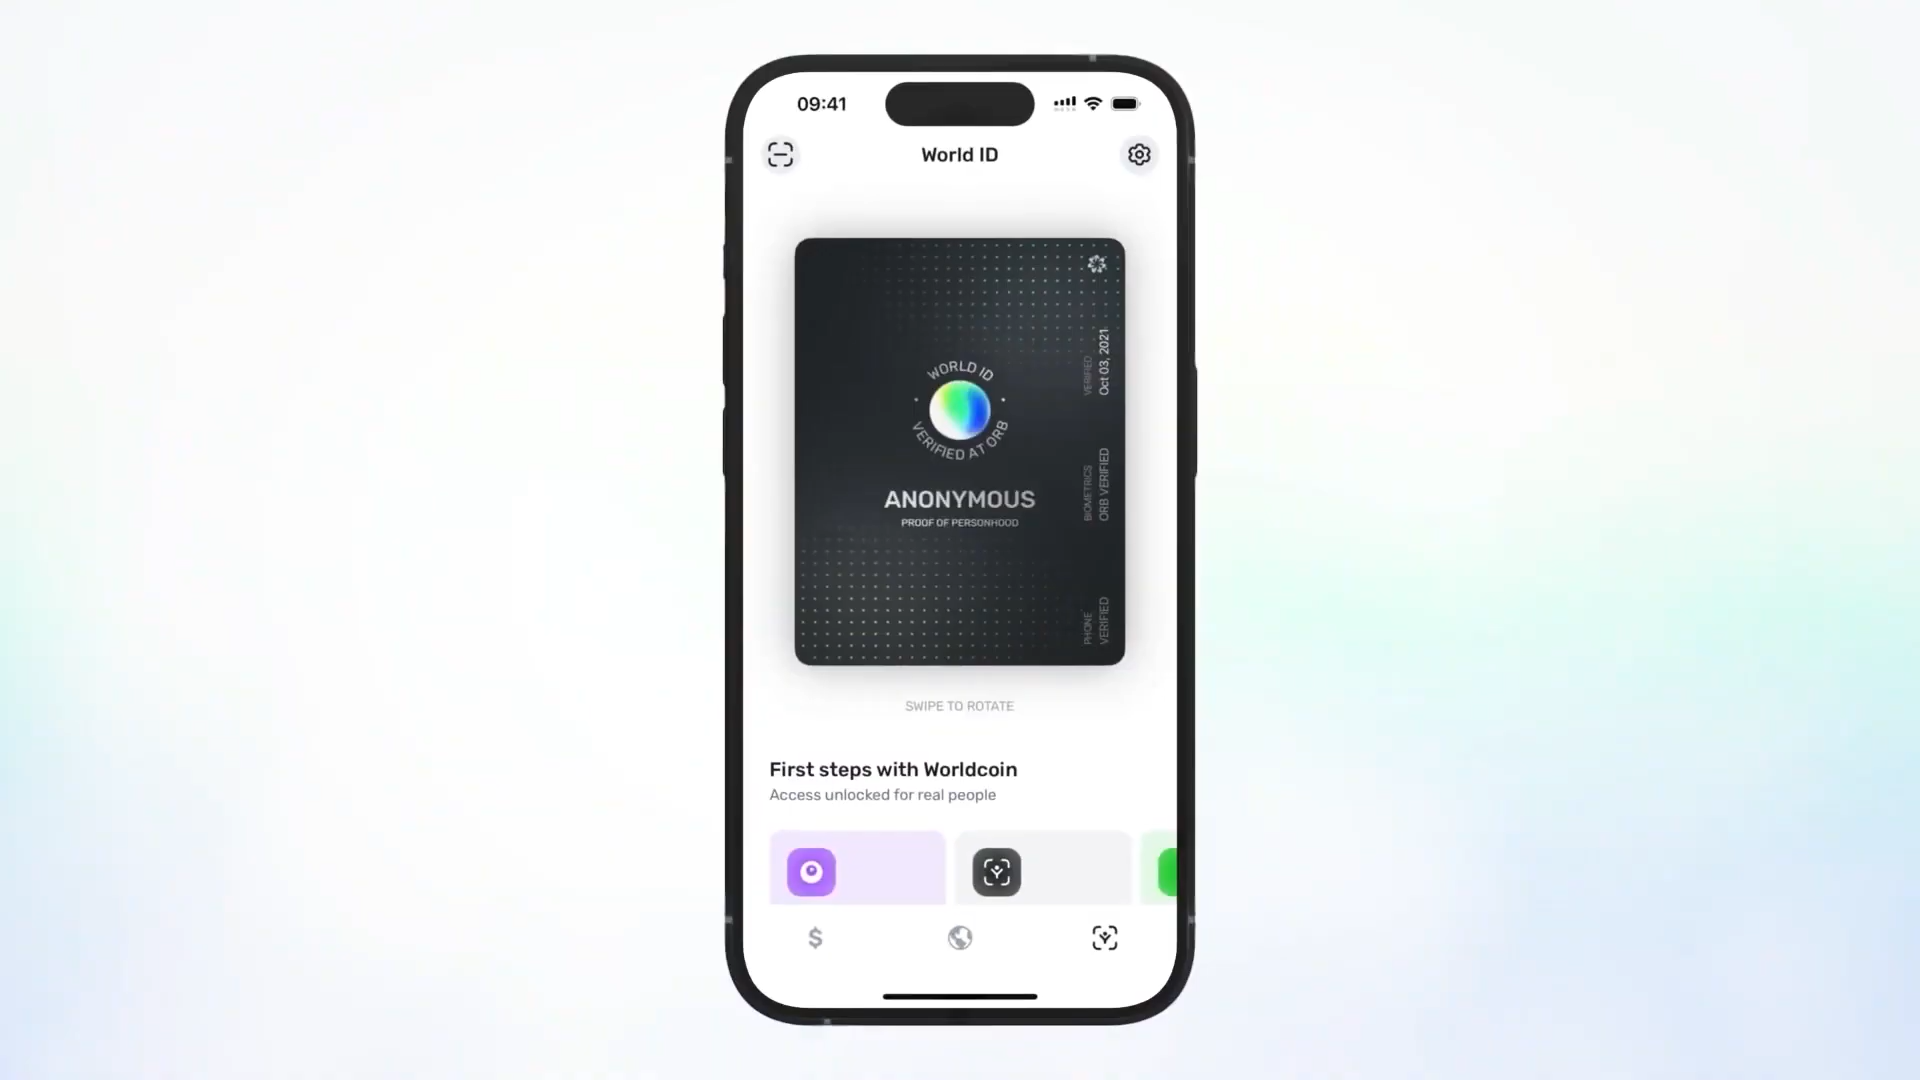 09:41
World ID
WORLD ID
VERIFIED AT ORB
ANONYMOUS
PROOF OF PERSONHOOD
VERIFIED
Oct 03, 2021
BIOMETRICS
ORB VERIFIED
PHONE
VERIFIED
SWIPE TO ROTATE
First steps with Worldcoin
Access unlocked for real people
$